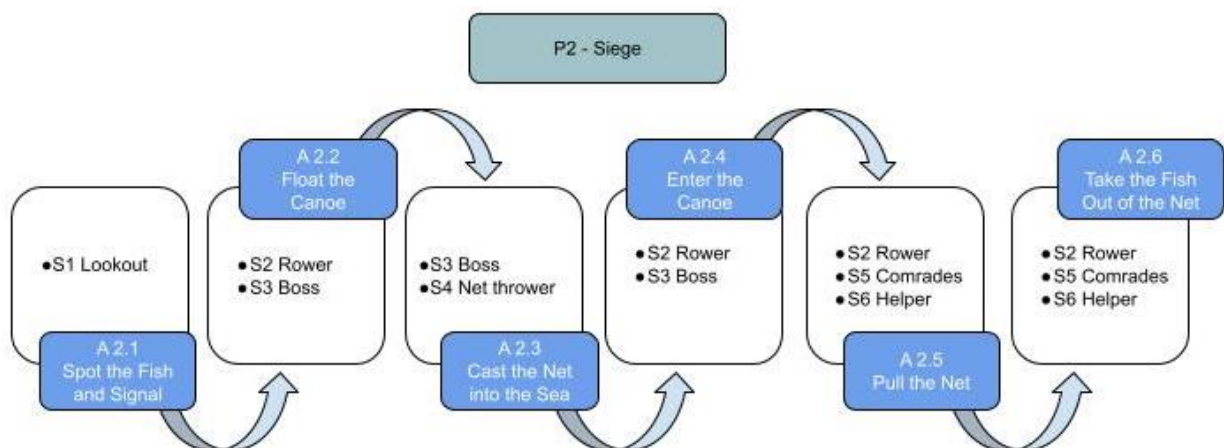 P2 - Siege
A 2.1
Spot the Fish
and Signal
●S1 Lookout
A 2.2
Float the
Canoe
●S2 Rower
●S3 Boss
A 2.3
Cast the Net
into the Sea
●S3 Boss
●S4 Net thrower
A 2.4
Enter the
Canoe
●S2 Rower
●S3 Boss
A 2.5
Pull the Net
●S2 Rower
●S5 Comrades
●S6 Helper
A 2.6
Take the Fish
Out of the Net
●S2 Rower
●S5 Comrades
●S6 Helper